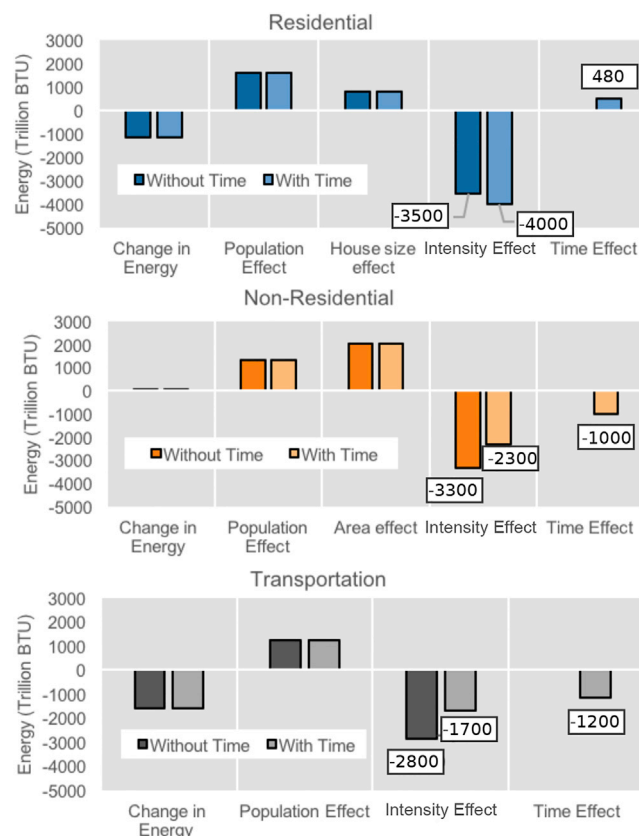 Residential
Energy (Trillion BTU)
3000
2000
1000
0
-1000
-2000
-3000
-4000
-5000
480
Without Time
With Time
-3500
-4000
Change in
Energy
Population
Effect
House size
effect
Intensity Effect
Time Effect
Non-Residential
Energy (Trillion BTU)
3000
2000
1000
0
-1000
-2000
-3000
-4000
-5000
Without Time
With Time
-3300
-2300
-1000
Change in
Energy
Population
Effect
Area effect
Intensity Effect
Time Effect
Transportation
Energy (Trillion BTU)
3000
2000
1000
0
-1000
-2000
-3000
-4000
-5000
Without Time
With Time
-2800
-1700
-1200
Change in
Energy
Population Effect
Intensity Effect
Time Effect